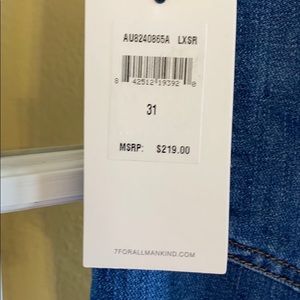 AU8240865A LXSR
8 42512 19392 8
31
MSRP: $219.00
7FORALLMANKIND.COM